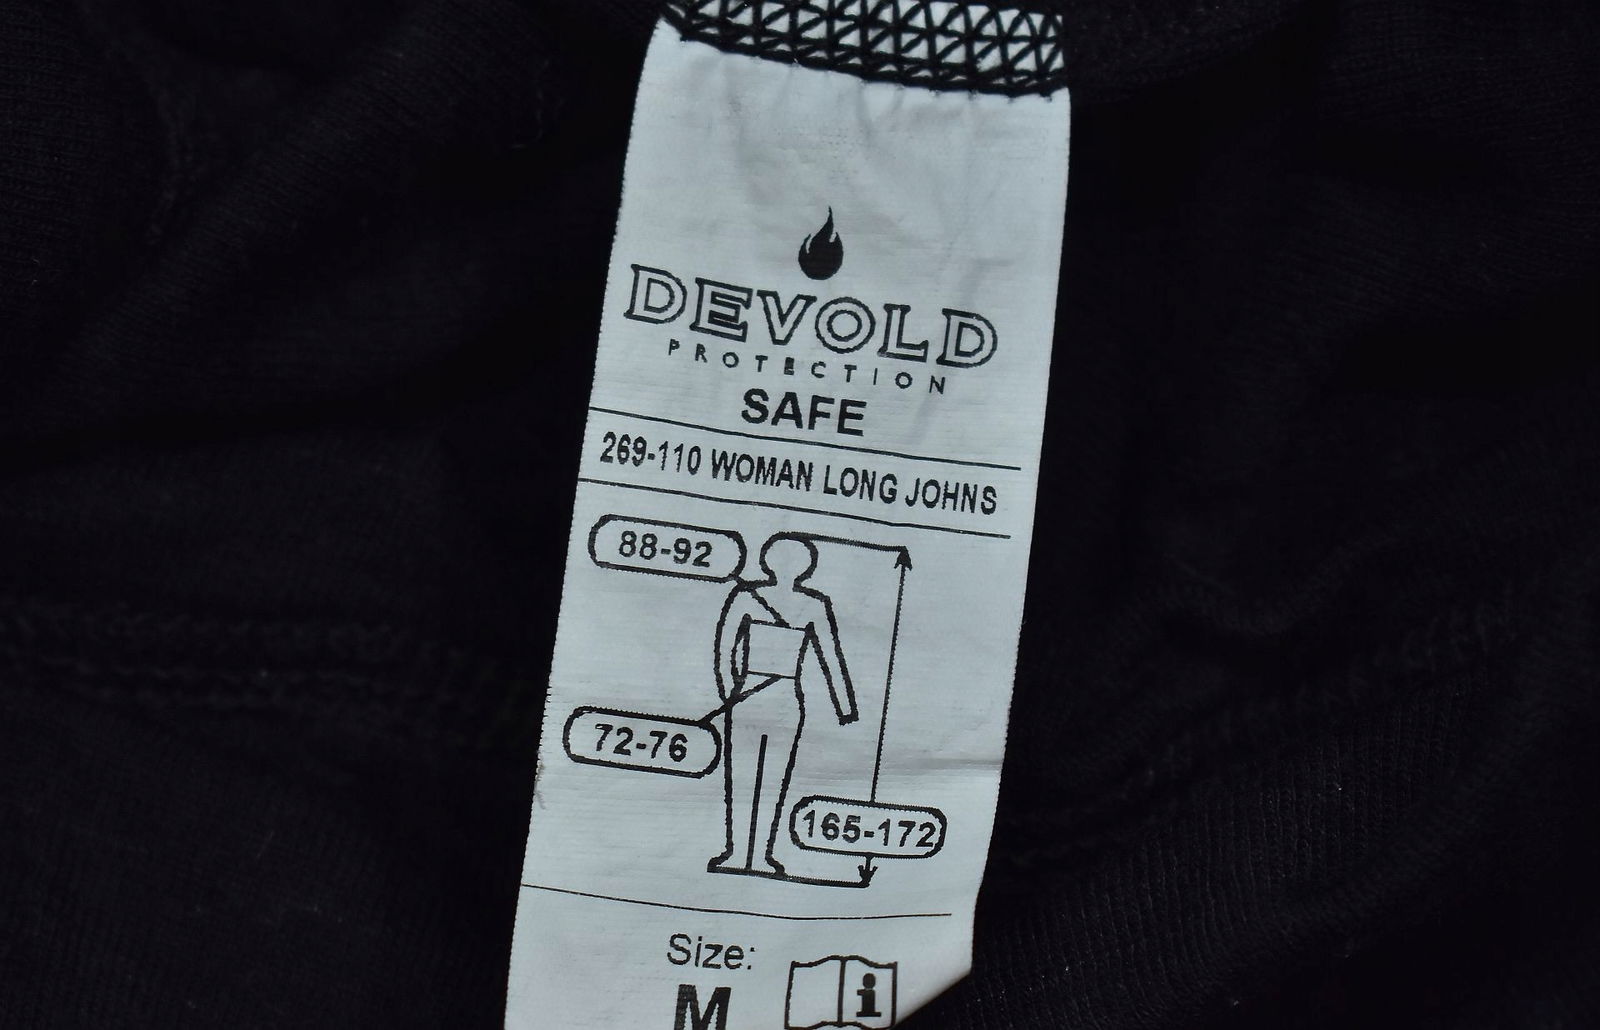 DEVOLD
PROTECTION
SAFE
269-110 WOMAN LONG JOHNS
88-92
72-76
165-172
Size:
M
i